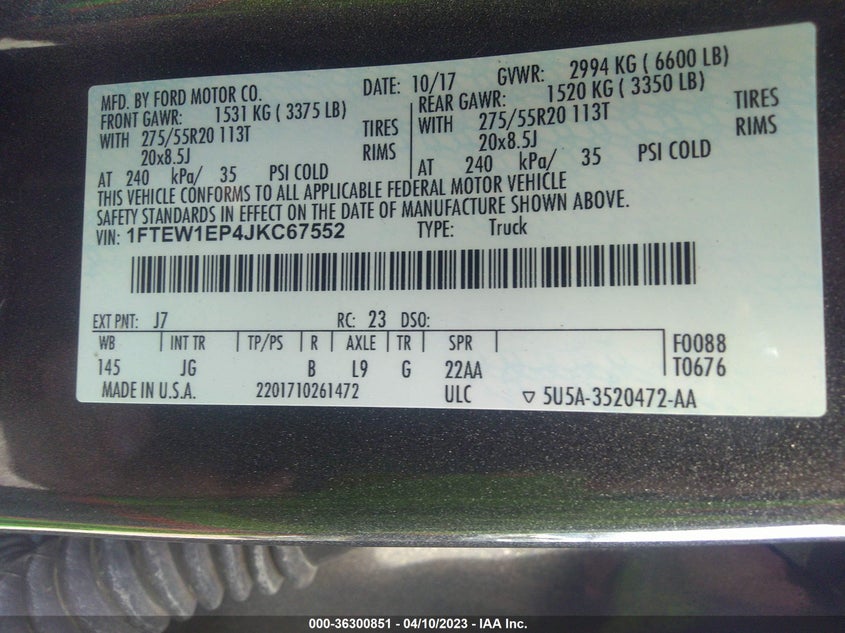 MFD. BY FORD MOTOR CO. DATE: 10/17 GVWR: 2994 KG ( 6600 LB)
FRONT GAWR: 1531 KG ( 3375 LB) REAR GAWR: 1520 KG ( 3350 LB)
WITH 275/55R20 113T TIRES WITH 275/55R20 113T TIRES
20x8.5J RIMS 20x8.5J RIMS
AT 240 kPa/ 35 PSI COLD AT 240 kPa/ 35 PSI COLD
THIS VEHICLE CONFORMS TO ALL APPLICABLE FEDERAL MOTOR VEHICLE
SAFETY STANDARDS IN EFFECT ON THE DATE OF MANUFACTURE SHOWN ABOVE.
VIN: 1FTEW1EP4JKC67552 TYPE: Truck
EXT PNT: J7 RC: 23 DSO:
WB INT TR TP/PS R AXLE TR SPR F0088
145 JG B L9 G 22AA T0676
MADE IN U.S.A. 2201710261472 ULC ▽ 5U5A-3520472-AA
000-36300851 - 04/10/2023 - IAA Inc.